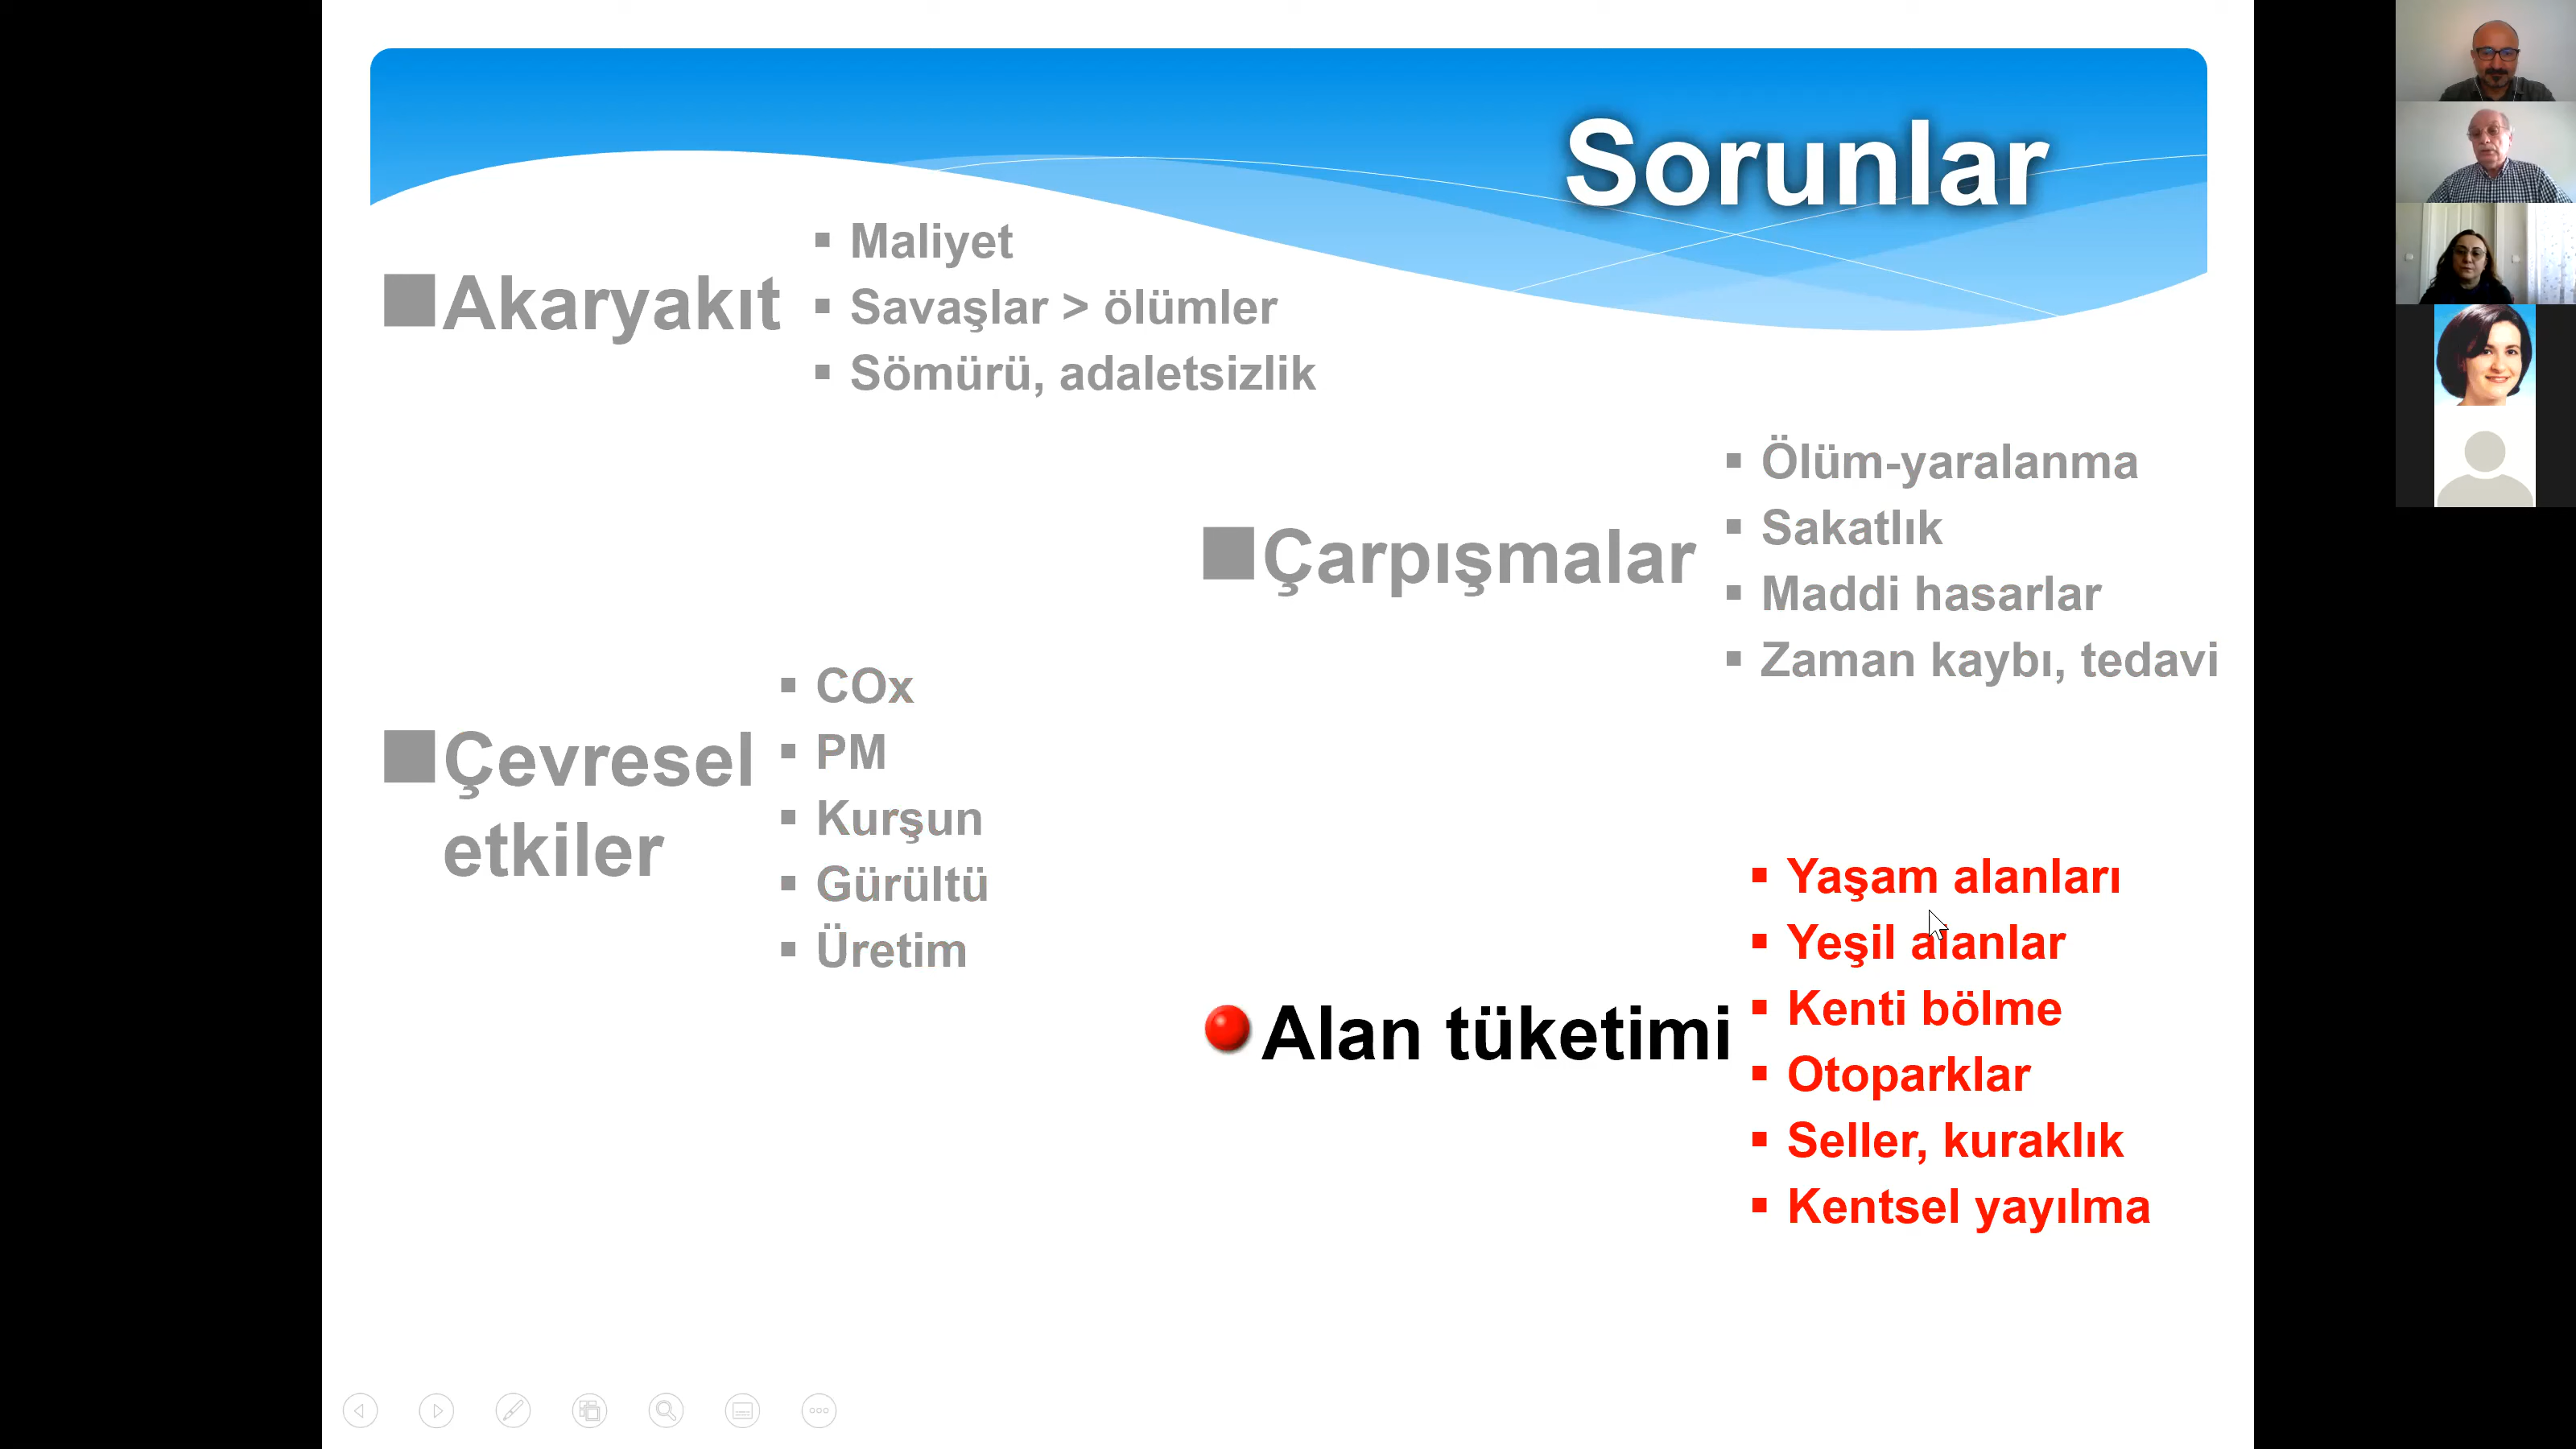 Sorunlar
Akaryakıt
Maliyet
Savaşlar > ölümler
Sömürü, adaletsizlik
Çarpışmalar
Ölüm-yaralanma
Sakatlık
Maddi hasarlar
Zaman kaybı, tedavi
Çevresel
etkiler
COx
PM
Kurşun
Gürültü
Üretim
Alan tüketimi
Yaşam alanları
Yeşil alanlar
Kenti bölme
Otoparklar
Seller, kuraklık
Kentsel yayılma